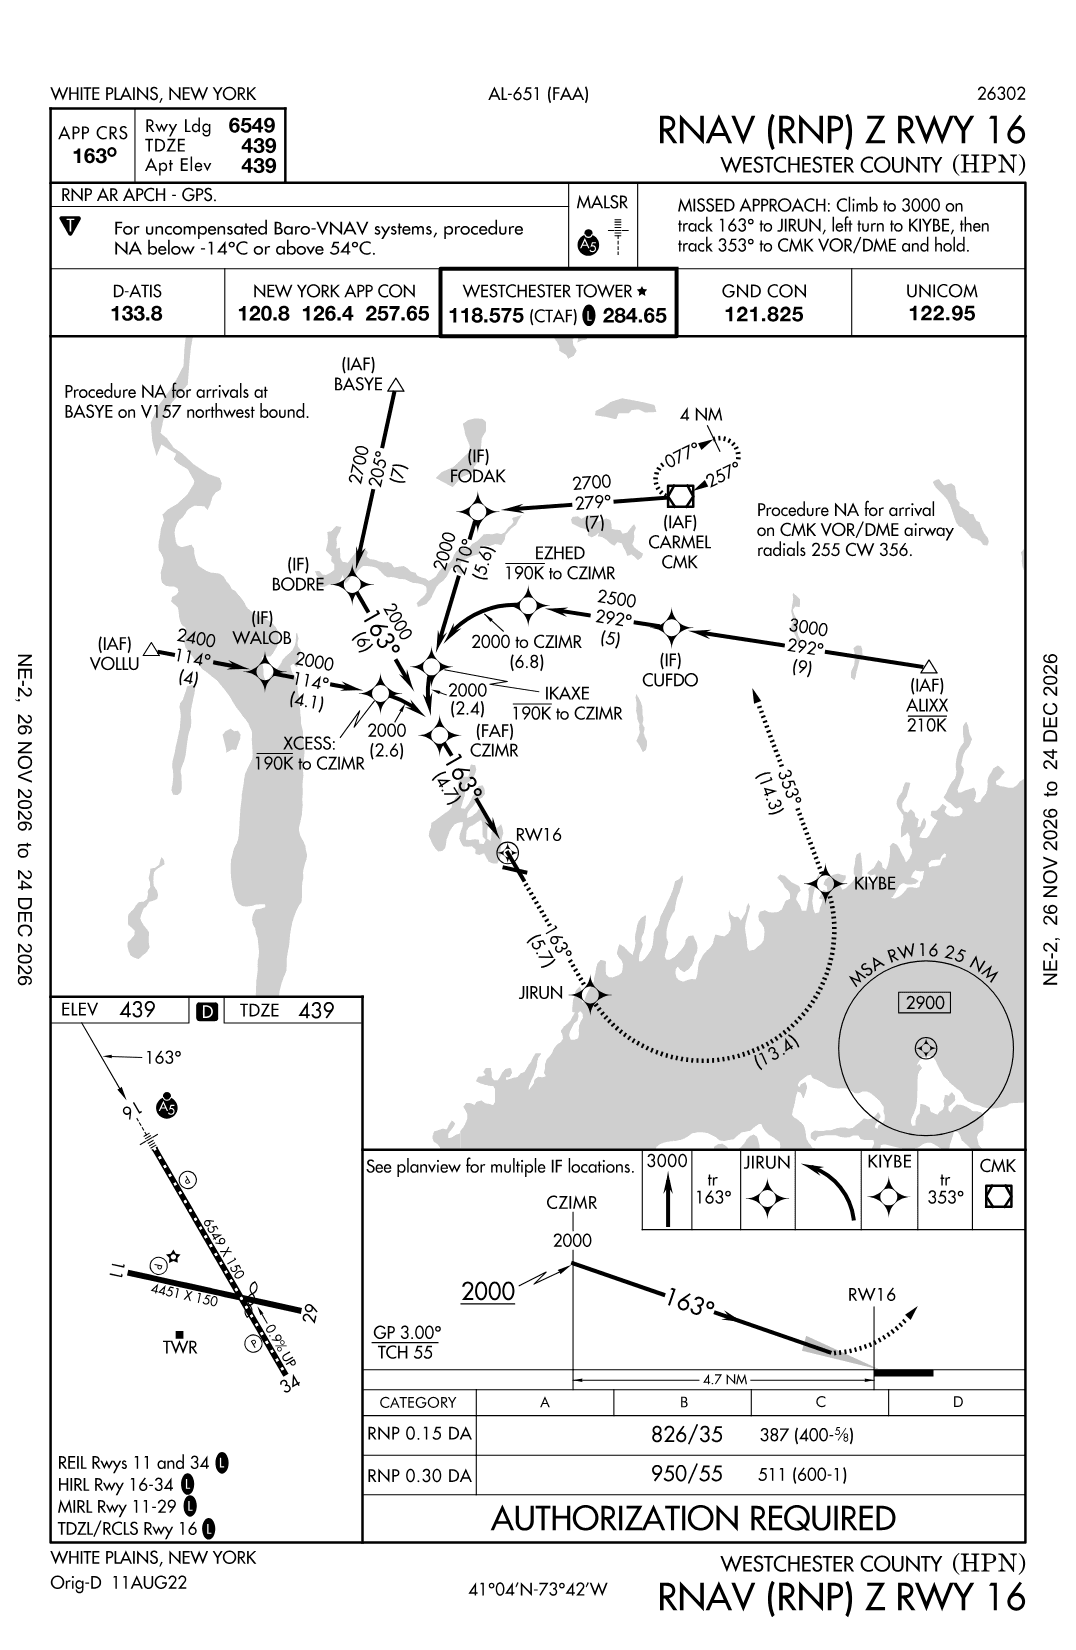 WHITE PLAINS, NEW YORK
AL-651 (FAA)
26302
APP CRS
163°
Rwy Ldg 6549
TDZE 439
Apt Elev 439
RNAV (RNP) Z RWY 16
WESTCHESTER COUNTY (HPN)
RNP AR APCH - GPS.
T
For uncompensated Baro-VNAV systems, procedure
NA below -14°C or above 54°C.
MALSR
A5
MISSED APPROACH: Climb to 3000 on
track 163° to JIRUN, left turn to KIYBE, then
track 353° to CMK VOR/DME and hold.
D-ATIS
133.8
NEW YORK APP CON
120.8 126.4 257.65
WESTCHESTER TOWER ★
118.575 (CTAF) L 284.65
GND CON
121.825
UNICOM
122.95
Procedure NA for arrivals at
BASYE on V157 northwest bound.
(IAF)
BASYE
2700
205°
(7)
(IF)
FODAK
4 NM
077°
257°
2700
279°
(7)
(IAF)
CARMEL
CMK
Procedure NA for arrival
on CMK VOR/DME airway
radials 255 CW 356.
2000
210°
(5.6)
EZHED
190K to CZIMR
(IF)
BODRE
2000
163°
(6)
2500
292°
(5)
3000
292°
(9)
2000 to CZIMR
(6.8)
(IF)
CUFDO
(IAF)
ALIXX
210K
(IF)
WALOB
(IAF)
VOLLU
2400
114°
(4)
2000
114°
(4.1)
IKAXE
190K to CZIMR
2000
(2.4)
XCESS:
190K to CZIMR
2000
(2.6)
(FAF)
CZIMR
163°
(4.7)
RW16
353°
(14.3)
KIYBE
163°
(5.7)
JIRUN
(13.4)
MSA RW16 25 NM
2900
NE-2, 26 NOV 2026 to 24 DEC 2026
NE-2, 26 NOV 2026 to 24 DEC 2026
ELEV 439
D
TDZE 439
163°
16
A5
P
6549 X 150
11
P
4451 X 150
29
0.9% UP
P
TWR
34
REIL Rwys 11 and 34 L
HIRL Rwy 16-34 L
MIRL Rwy 11-29 L
TDZL/RCLS Rwy 16 L
See planview for multiple IF locations.
3000
tr
163°
JIRUN
KIYBE
tr
353°
CMK
CZIMR
2000
2000
163°
RW16
GP 3.00°
TCH 55
4.7 NM
CATEGORY A B C D
RNP 0.15 DA 826/35 387 (400-⅝)
RNP 0.30 DA 950/55 511 (600-1)
AUTHORIZATION REQUIRED
WHITE PLAINS, NEW YORK
Orig-D 11AUG22
41°04'N-73°42'W
WESTCHESTER COUNTY (HPN)
RNAV (RNP) Z RWY 16